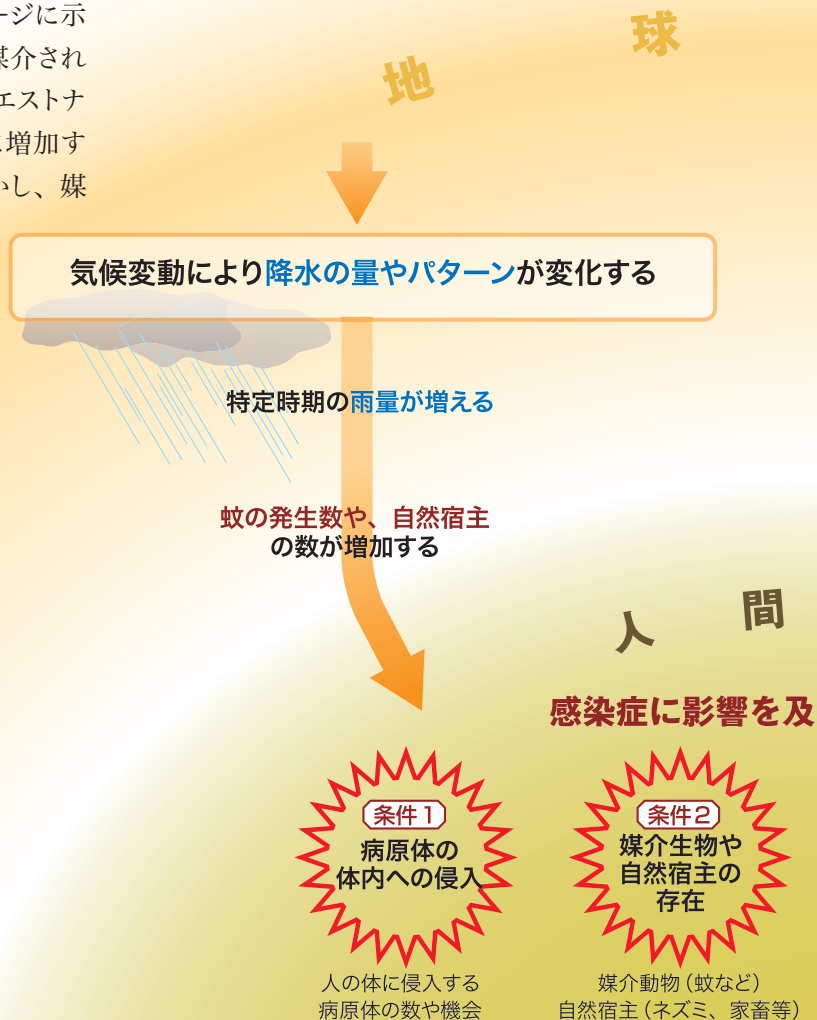 ージに示
媒介され
エストナ
増加す
かし、媒
地 球
気候変動により降水の量やパターンが変化する
特定時期の雨量が増える
蚊の発生数や、自然宿主
の数が増加する
人 間
感染症に影響を及
条件1
病原体の
体内への侵入
人の体に侵入する
病原体の数や機会
条件2
媒介生物や
自然宿主の
存在
媒介動物(蚊など)
自然宿主(ネズミ、家畜等)